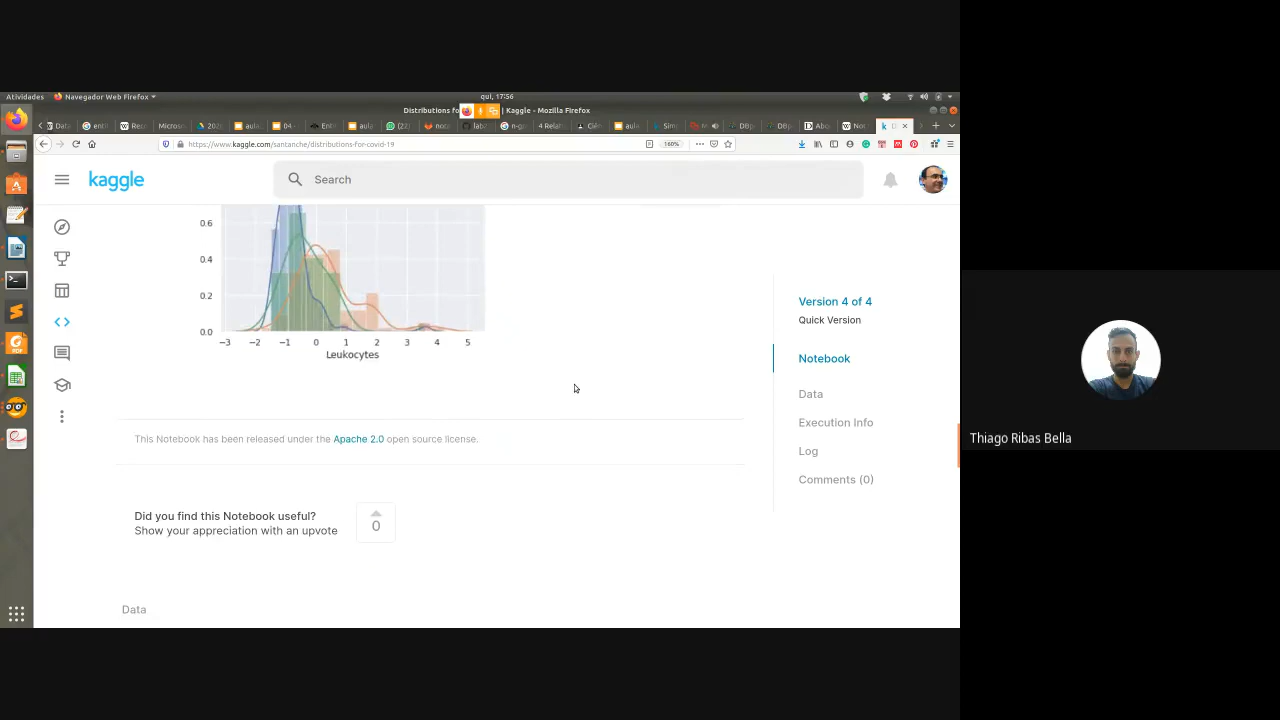 Atividades
Navegador Web Firefox
qui, 17:56
Distributions fo
| Kaggle - Mozilla Firefox
https://www.kaggle.com/santanche/distributions-for-covid-19
160%
kaggle
Search
0.6
0.4
0.2
0.0
−3 −2 −1 0 1 2 3 4 5
Leukocytes
Version 4 of 4
Quick Version
Notebook
Data
Execution Info
Log
Comments (0)
This Notebook has been released under the Apache 2.0 open source license.
Did you find this Notebook useful?
Show your appreciation with an upvote
0
Data
Thiago Ribas Bella